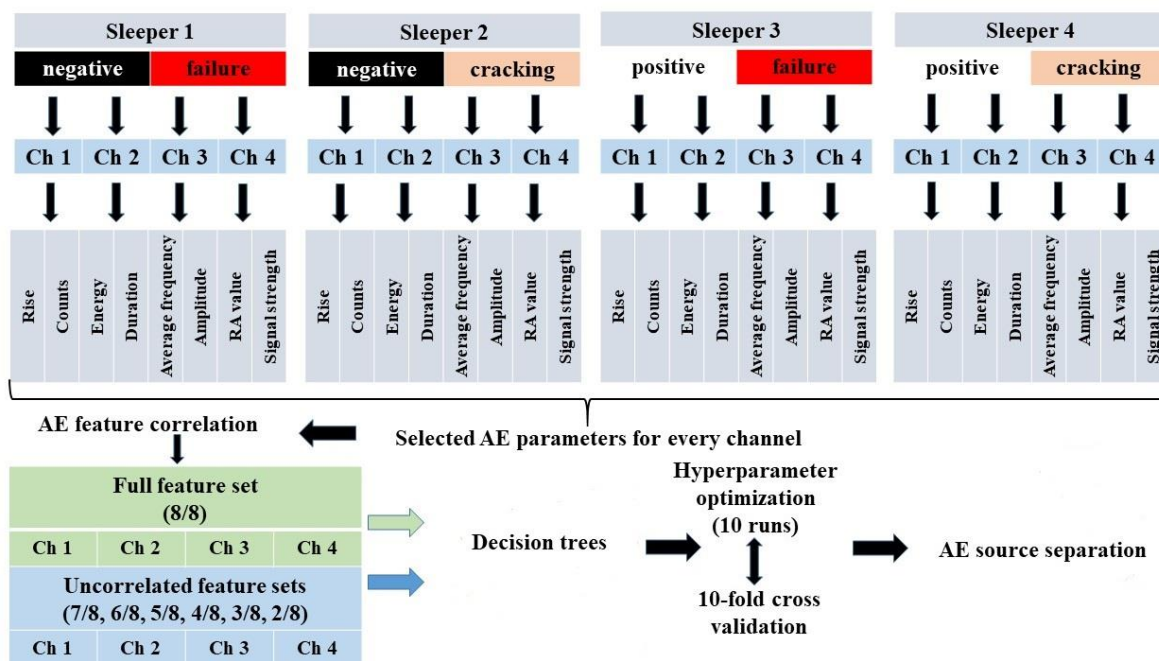 Sleeper 1
Sleeper 2
Sleeper 3
Sleeper 4
negative failure
negative cracking
positive failure
positive cracking
Ch 1 Ch 2 Ch 3 Ch 4
Ch 1 Ch 2 Ch 3 Ch 4
Ch 1 Ch 2 Ch 3 Ch 4
Ch 1 Ch 2 Ch 3 Ch 4
Rise
Counts
Energy
Duration
Average frequency
Amplitude
RA value
Signal strength
Rise
Counts
Energy
Duration
Average frequency
Amplitude
RA value
Signal strength
Rise
Counts
Energy
Duration
Average frequency
Amplitude
RA value
Signal strength
Rise
Counts
Energy
Duration
Average frequency
Amplitude
RA value
Signal strength
AE feature correlation
Selected AE parameters for every channel
Full feature set
(8/8)
Ch 1 Ch 2 Ch 3 Ch 4
Uncorrelated feature sets
(7/8, 6/8, 5/8, 4/8, 3/8, 2/8)
Ch 1 Ch 2 Ch 3 Ch 4
Decision trees
Hyperparameter
optimization
(10 runs)
10-fold cross
validation
AE source separation